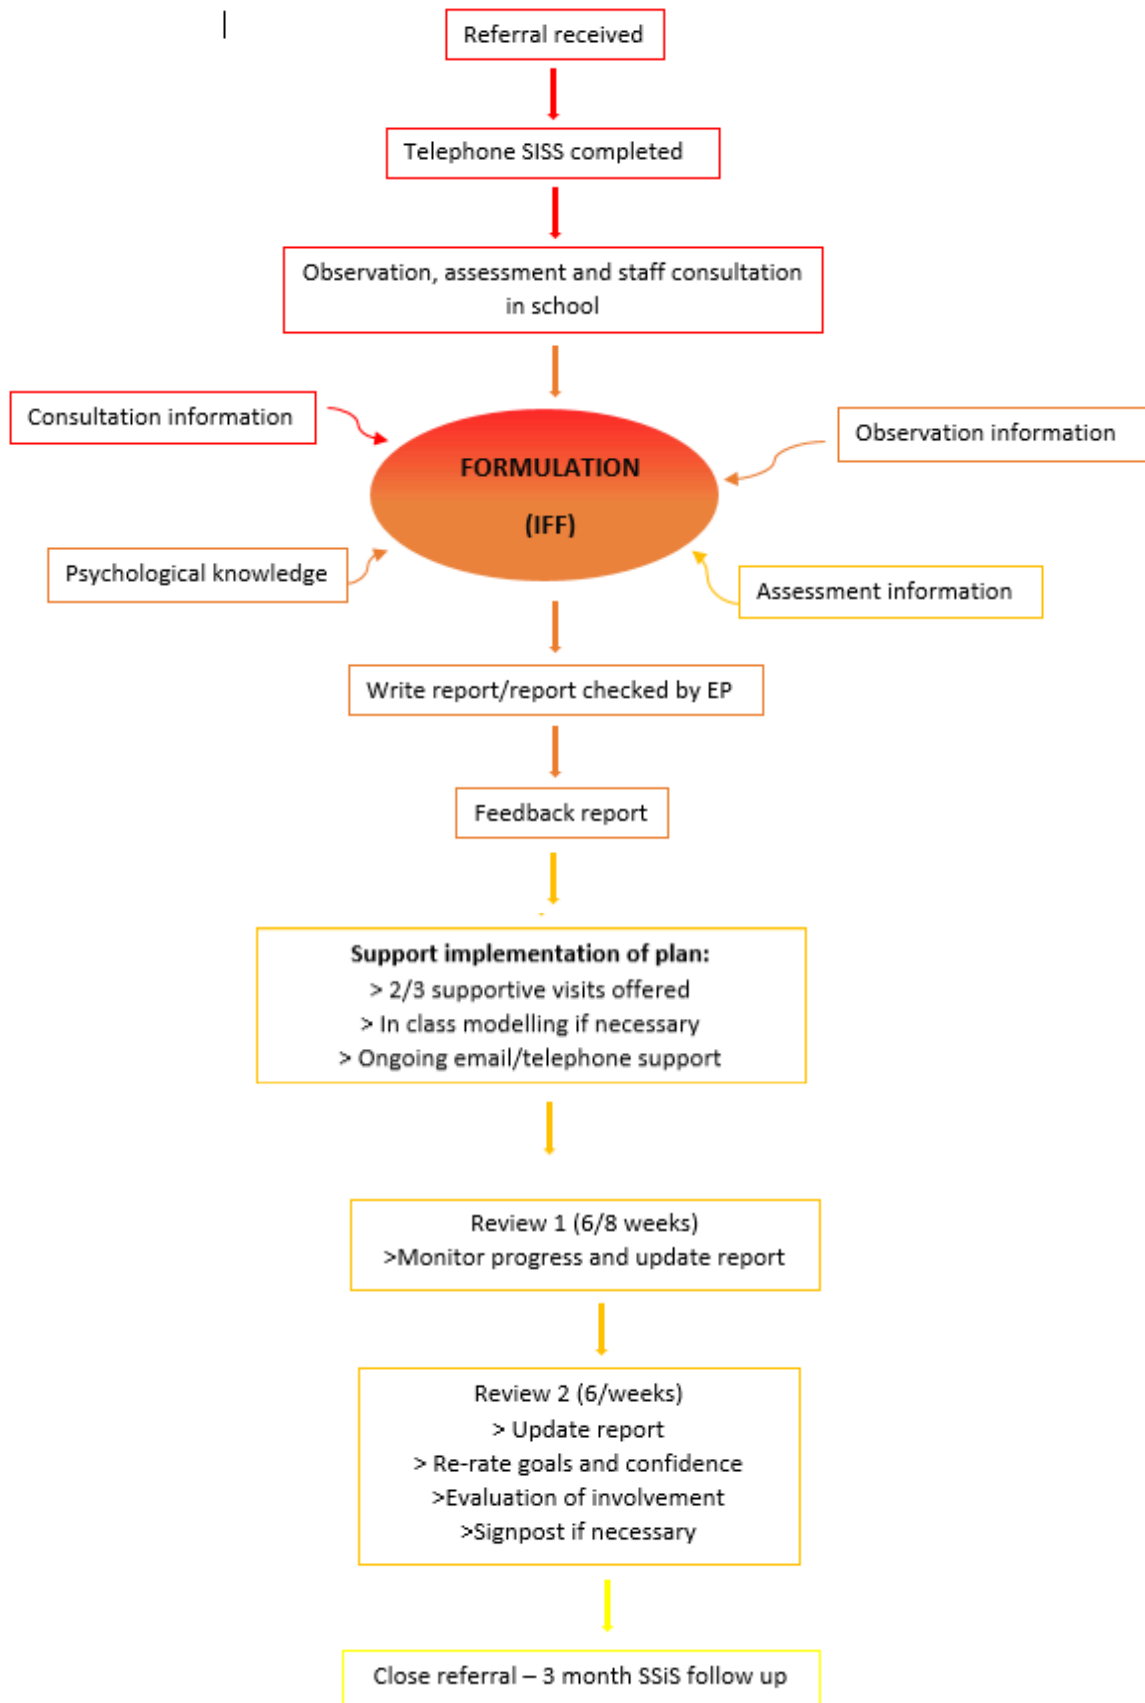 Referral received
Telephone SISS completed
Observation, assessment and staff consultation
in school
Consultation information
Observation information
FORMULATION
(IFF)
Psychological knowledge
Assessment information
Write report/report checked by EP
Feedback report
Support implementation of plan:
> 2/3 supportive visits offered
> In class modelling if necessary
> Ongoing email/telephone support
Review 1 (6/8 weeks)
>Monitor progress and update report
Review 2 (6/weeks)
> Update report
> Re-rate goals and confidence
>Evaluation of involvement
>Signpost if necessary
Close referral – 3 month SSiS follow up